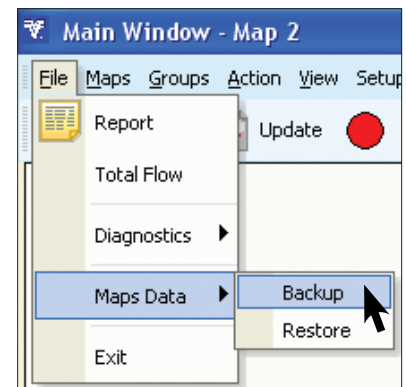 Main Window - Map 2
File Maps Groups Action View Setup
Report
Update
Total Flow
Diagnostics
Maps Data
Backup
Restore
Exit